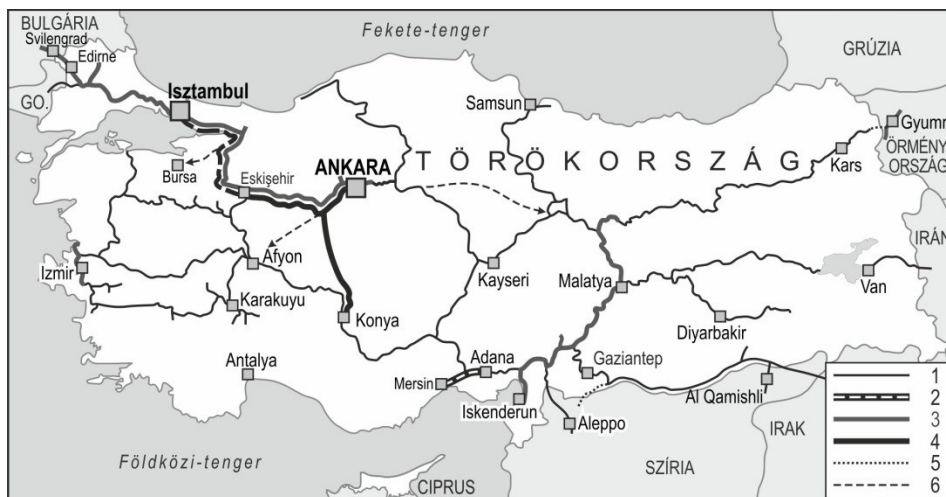 BULGÁRIA
Svilengrad
Edirne
GO.
Isztambul
Fekete-tenger
GRÚZIA
Samsun
Gyumri
ÖRMÉNY
ORSZÁG
Kars
TÖRÖKORSZÁG
ANKARA
Bursa
Eskişehir
IRÁN
Afyon
Izmir
Kayseri
Malatya
Van
Karakuyu
Konya
Diyarbakir
Antalya
Adana
Gaziantep
Mersin
Iskenderun
Aleppo
Al Qamishli
IRAK
SZÍRIA
Földközi-tenger
CIPRUS
1
2
3
4
5
6